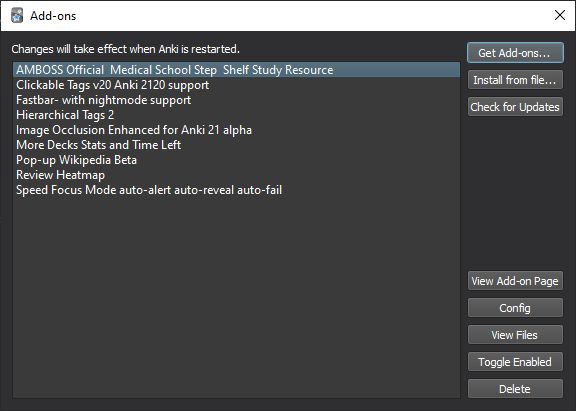 Add-ons
Changes will take effect when Anki is restarted.
AMBOSS Official  Medical School Step  Shelf Study Resource
Clickable Tags v20 Anki 2120 support
Fastbar- with nightmode support
Hierarchical Tags 2
Image Occlusion Enhanced for Anki 21 alpha
More Decks Stats and Time Left
Pop-up Wikipedia Beta
Review Heatmap
Speed Focus Mode auto-alert auto-reveal auto-fail
Get Add-ons...
Install from file...
Check for Updates
View Add-on Page
Config
View Files
Toggle Enabled
Delete